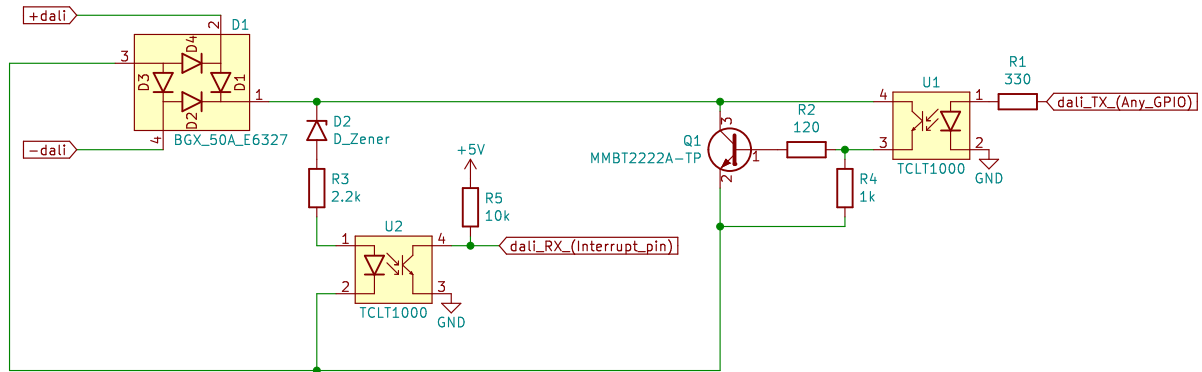 +dali
2
D1
D4
3
D3
D1
D2
1
4
BGX_50A_E6327
-dali
D2
D_Zener
R3
2.2k
+5V
R5
10k
U2
1
4
dali_RX_(Interrupt_pin)
2
3
TCLT1000
GND
Q1
MMBT2222A-TP
3
1
2
R2
120
R4
1k
U1
4
1
3
2
TCLT1000
R1
330
dali_TX_(Any_GPIO)
GND